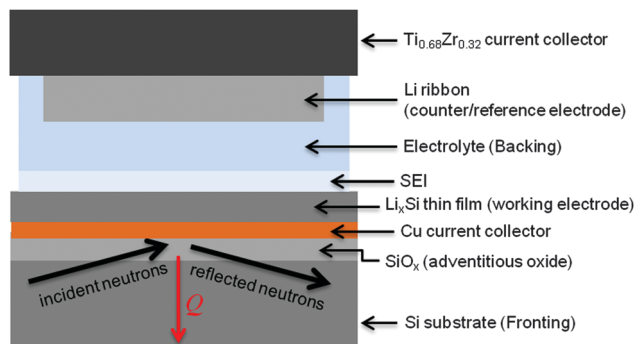 Ti0.68Zr0.32 current collector
Li ribbon
(counter/reference electrode)
Electrolyte (Backing)
SEI
LixSi thin film (working electrode)
Cu current collector
SiOx (adventitious oxide)
incident neutrons
reflected neutrons
Q
Si substrate (Fronting)